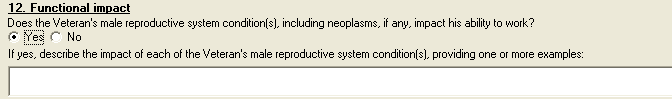 12. Functional impact
Does the Veteran's male reproductive system condition(s), including neoplasms, if any, impact his ability to work?
Yes No
If yes, describe the impact of each of the Veteran's male reproductive system condition(s), providing one or more examples: